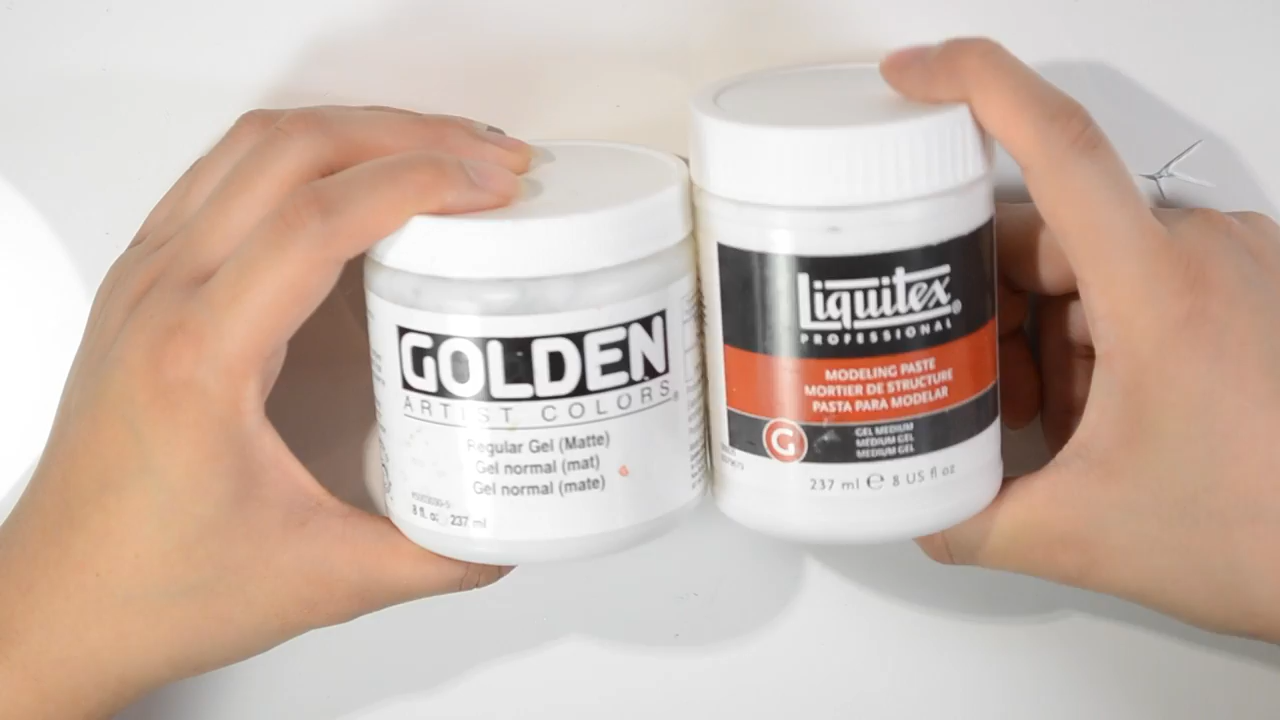 GOLDEN
ARTIST COLORS®
Regular Gel (Matte)
Gel normal (mat)
Gel normal (mate)
8 fl. oz. 237 ml
Liquitex®
PROFESSIONAL
MODELING PASTE
MORTIER DE STRUCTURE
PASTA PARA MODELAR
G
GEL MEDIUM
MÉDIUM GEL
MEDIUM GEL
237 ml ℮ 8 US fl oz